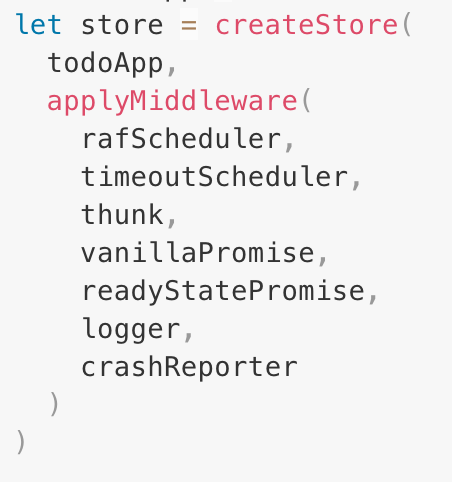 let store = createStore(
  todoApp,
  applyMiddleware(
    rafScheduler,
    timeoutScheduler,
    thunk,
    vanillaPromise,
    readyStatePromise,
    logger,
    crashReporter
  )
)